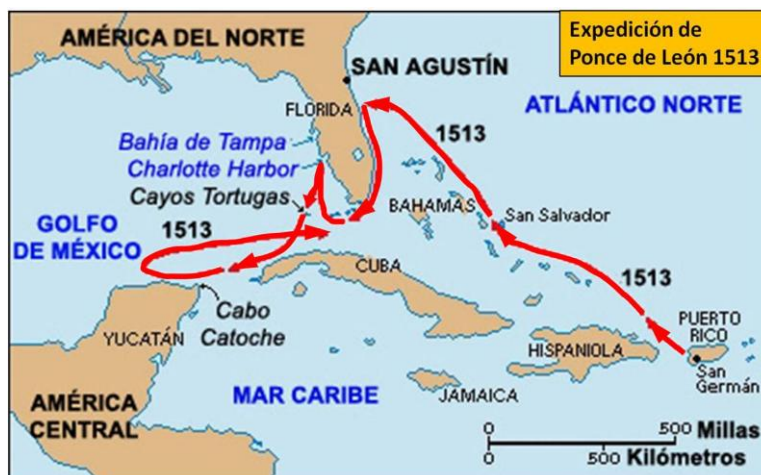 Expedición de
Ponce de León 1513
AMÉRICA DEL NORTE
SAN AGUSTÍN
FLORIDA
ATLÁNTICO NORTE
1513
Bahía de Tampa
Charlotte Harbor
Cayos Tortugas
BAHAMAS
San Salvador
GOLFO
DE MÉXICO
1513
CUBA
1513
Cabo
Catoche
YUCATÁN
HISPANIOLA
PUERTO
RICO
San
Germán
JAMAICA
MAR CARIBE
AMÉRICA
CENTRAL
0 500 Millas
0 500 Kilómetros